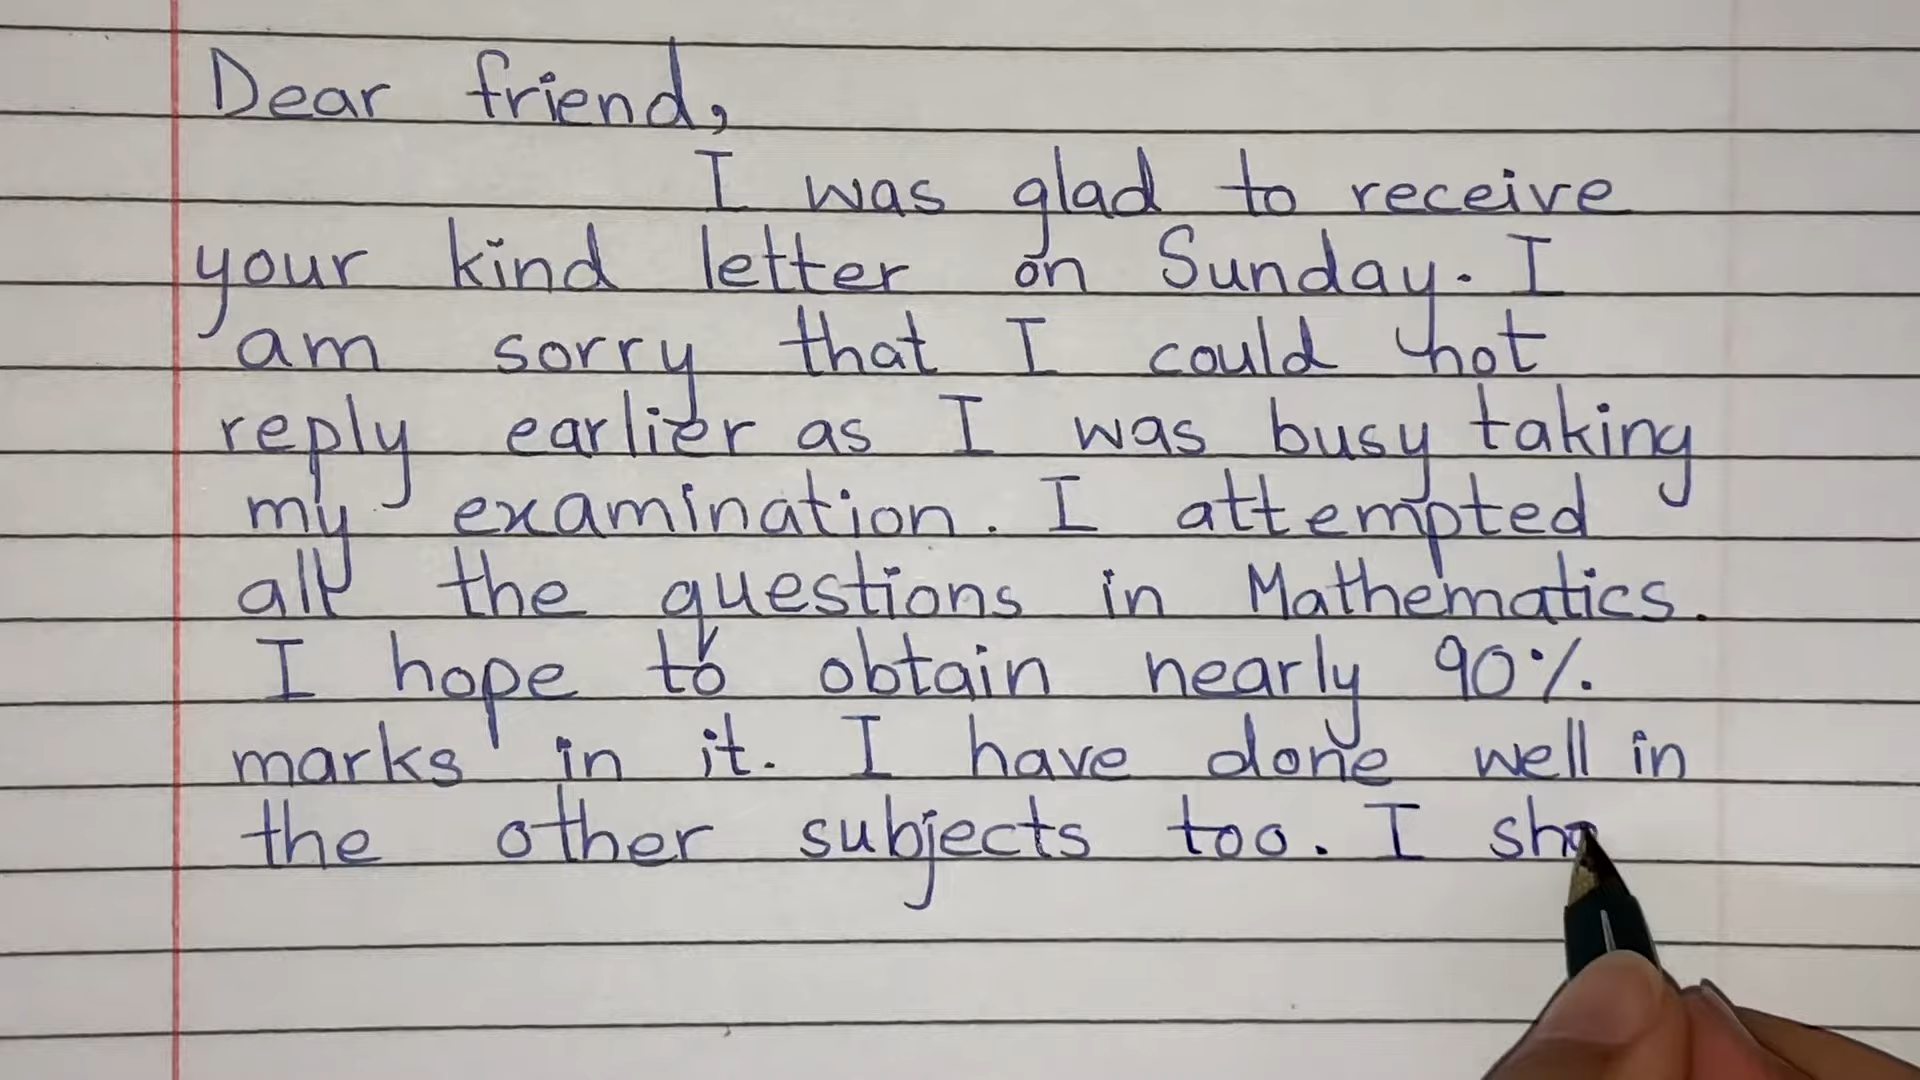 Dear friend,
I was glad to receive
your kind letter on Sunday. I
am sorry that I could not
reply earlier as I was busy taking
my examination. I attempted
all the questions in Mathematics.
I hope to obtain nearly 90%
marks in it. I have done well in
the other subjects too. I sha